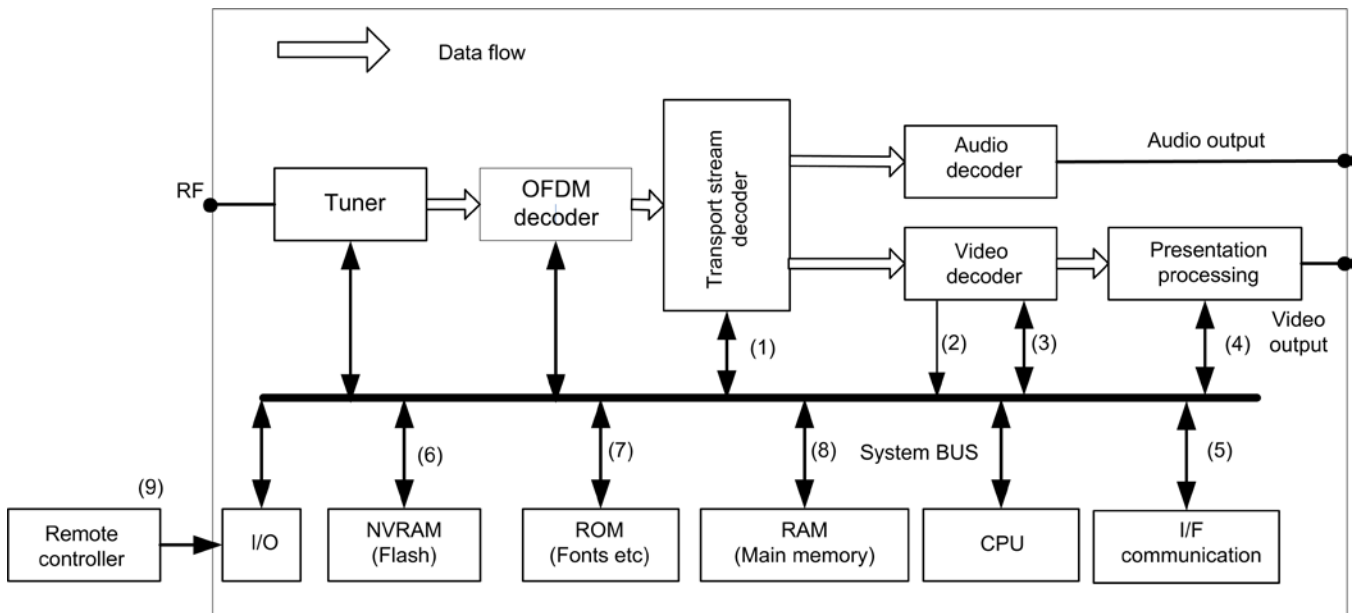 Data flow
Audio output
Audio
decoder
RF
Tuner
OFDM
decoder
Transport stream
decoder
Video
decoder
Presentation
processing
Video
output
(1)
(2)
(3)
(4)
(6)
(7)
(8)
System BUS
(5)
(9)
Remote
controller
I/O
NVRAM
(Flash)
ROM
(Fonts etc)
RAM
(Main memory)
CPU
I/F
communication